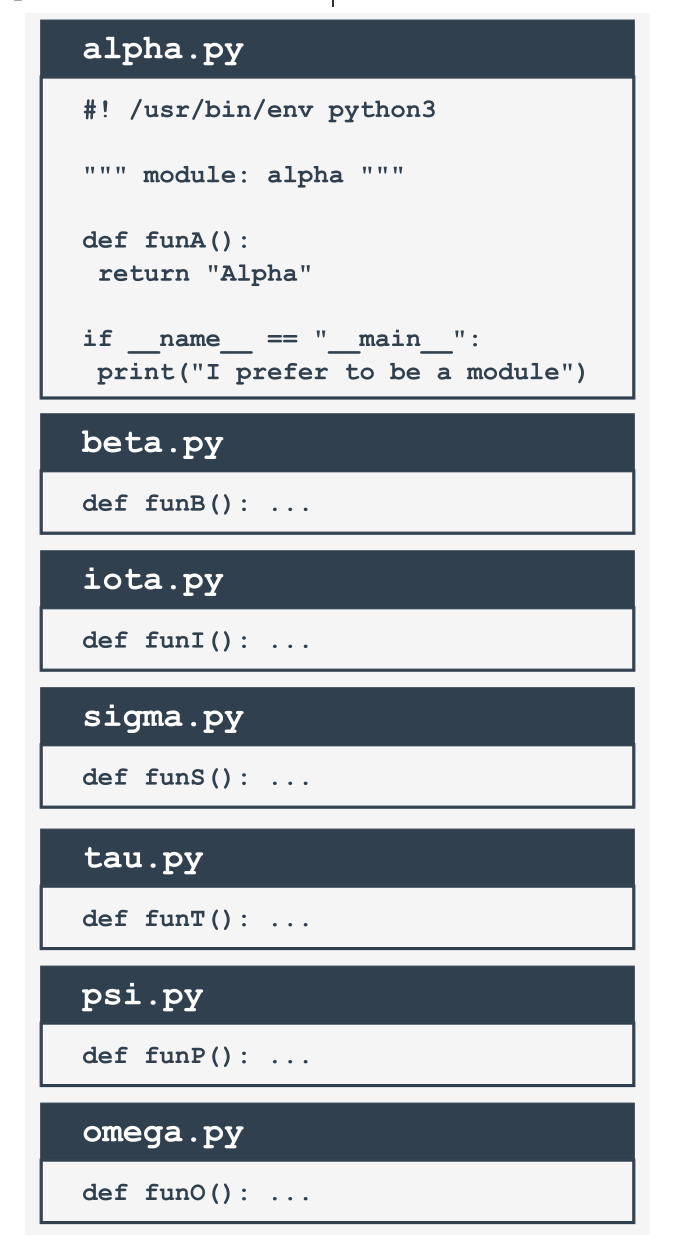 alpha.py
#! /usr/bin/env python3
""" module: alpha """
def funA():
return "Alpha"
if __name__ == "__main__":
print("I prefer to be a module")
beta.py
def funB(): ...
iota.py
def funI(): ...
sigma.py
def funS(): ...
tau.py
def funT(): ...
psi.py
def funP(): ...
omega.py
def funO(): ...